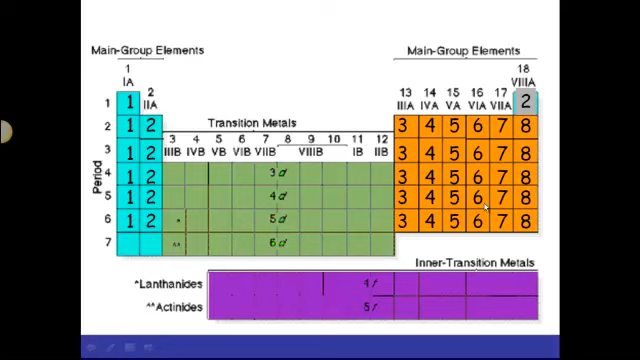 Main-Group Elements Main-Group Elements
1 18
IA 2 13 14 15 16 17 VIIIA
IIA IIIA IVA VA VIA VIIA
1 1 2
Transition Metals
2 1 2 3 4 5 6 7 8
3 4 5 6 7 8 9 10 11 12
3 1 2 IIIB IVB VB VIB VIIB VIIIB IB IIB 3 4 5 6 7 8
4 1 2 3d 3 4 5 6 7 8
Period
5 1 2 4d 3 4 5 6 7 8
6 1 2 * 5d 3 4 5 6 7 8
7 ^^ 6d
Inner-Transition Metals
*Lanthanides 4f
^^Actinides 5f